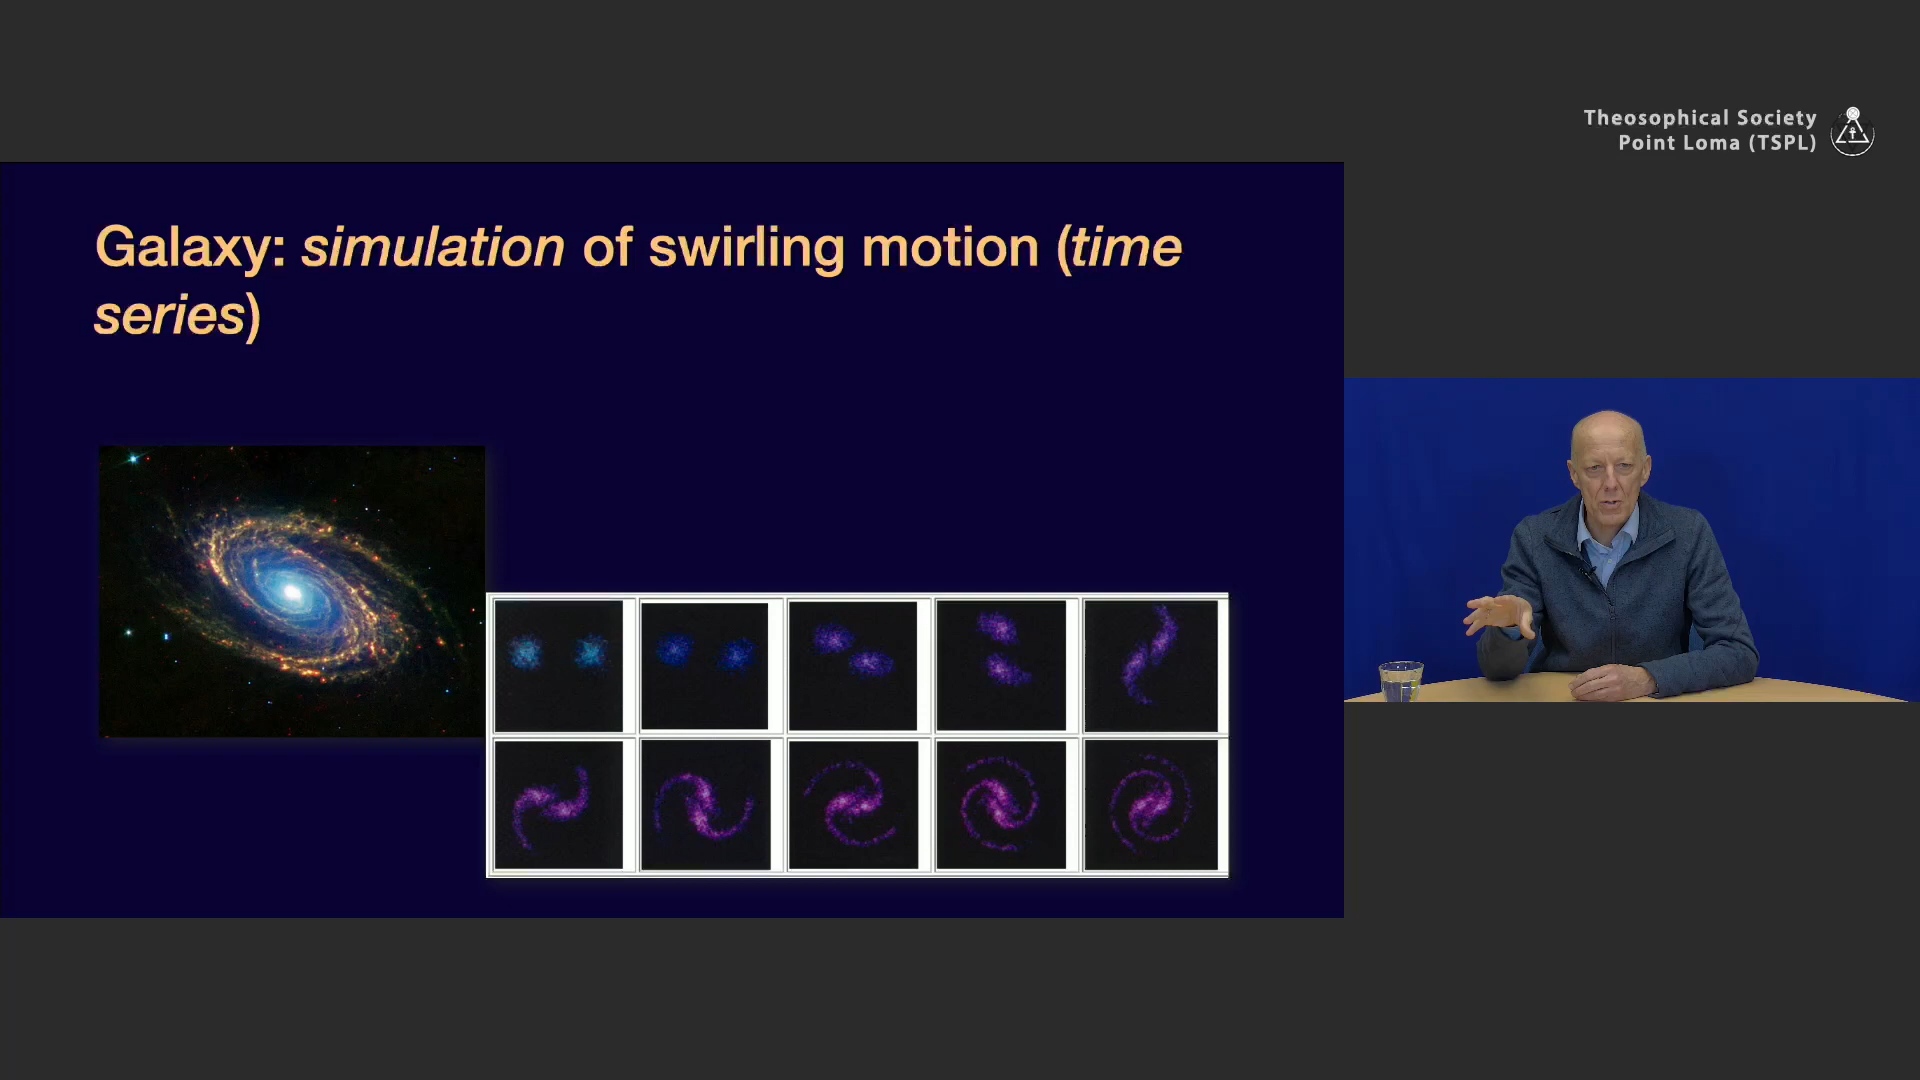 Theosophical Society
Point Loma (TSPL)
Galaxy: simulation of swirling motion (time
series)